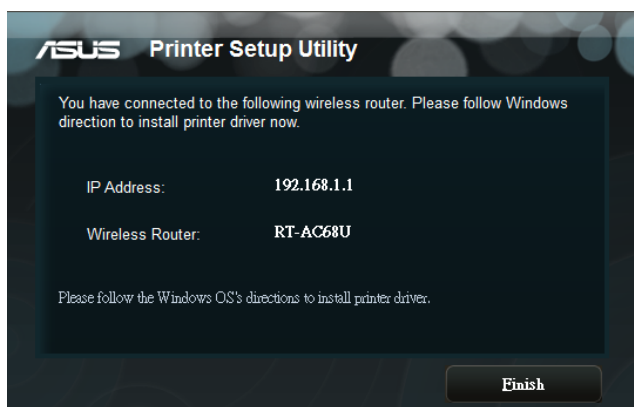 ASUS Printer Setup Utility
You have connected to the following wireless router. Please follow Windows
direction to install printer driver now.
IP Address: 192.168.1.1
Wireless Router: RT-AC68U
Please follow the Windows OS's directions to install printer driver.
Finish